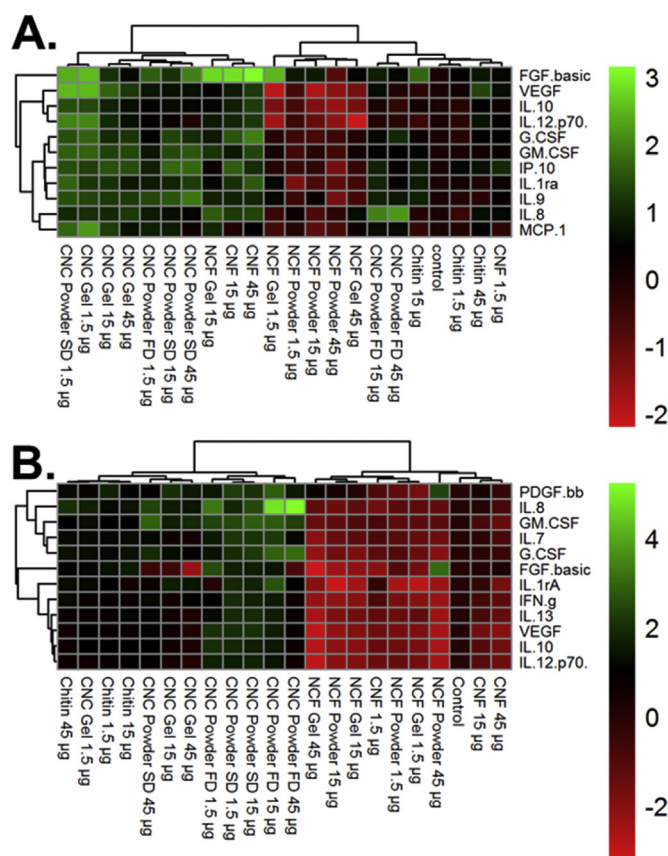 A.
FGF.basic
VEGF
IL.10
IL.12.p70.
G.CSF
GM.CSF
IP.10
IL.1ra
IL.9
IL.8
MCP.1
CNC Powder SD 1.5 µg
CNC Gel 1.5 µg
CNC Gel 15 µg
CNC Gel 45 µg
CNC Powder FD 1.5 µg
CNC Powder SD 15 µg
CNC Powder SD 45 µg
NCF Gel 15 µg
CNF 15 µg
CNF 45 µg
NCF Gel 1.5 µg
NCF Powder 1.5 µg
NCF Powder 15 µg
NCF Powder 45 µg
NCF Gel 45 µg
CNC Powder FD 15 µg
CNC Powder FD 45 µg
Chitin 15 µg
control
Chitin 1.5 µg
Chitin 45 µg
CNF 1.5 µg
3
2
1
0
-1
-2
B.
PDGF.bb
IL.8
GM.CSF
IL.7
G.CSF
FGF.basic
IL.1rA
IFN.g
IL.13
VEGF
IL.10
IL.12.p70.
Chitin 45 µg
CNC Gel 1.5 µg
Chitin 1.5 µg
Chitin 15 µg
CNC Powder SD 45 µg
CNC Gel 15 µg
CNC Gel 45 µg
CNC Powder FD 1.5 µg
CNC Powder SD 1.5 µg
CNC Powder SD 15 µg
CNC Powder FD 15 µg
CNC Powder FD 45 µg
NCF Gel 45 µg
NCF Powder 15 µg
NCF Gel 15 µg
CNF 1.5 µg
NCF Powder 1.5 µg
NCF Gel 1.5 µg
NCF Powder 45 µg
Control
CNF 15 µg
CNF 45 µg
4
2
0
-2